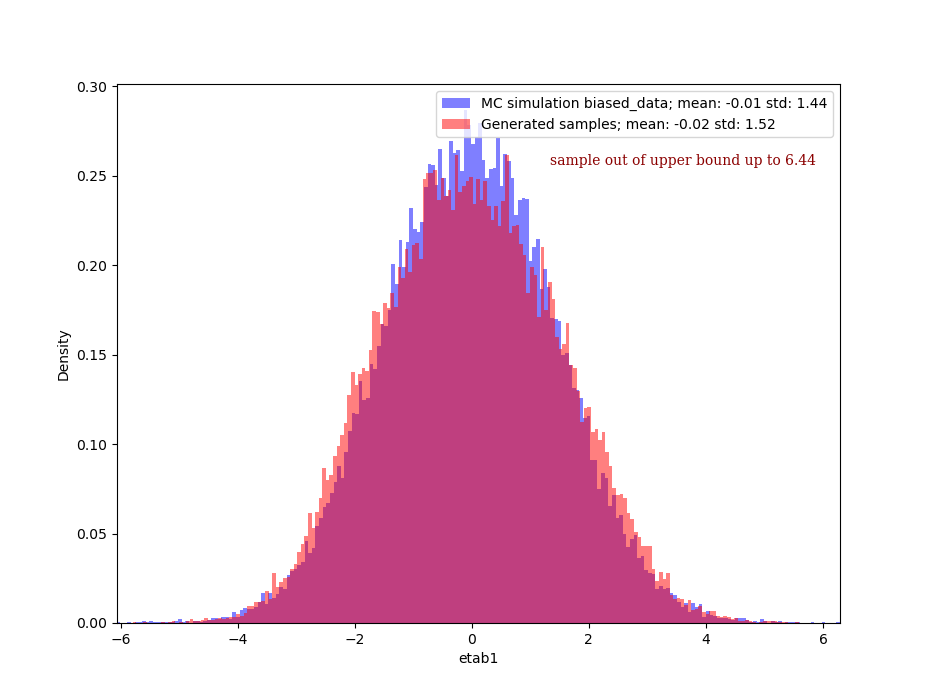 0.30
0.25
0.20
0.15
0.10
0.05
0.00
Density
MC simulation biased_data; mean: -0.01 std: 1.44
Generated samples; mean: -0.02 std: 1.52
sample out of upper bound up to 6.44
−6 −4 −2 0 2 4 6
etab1